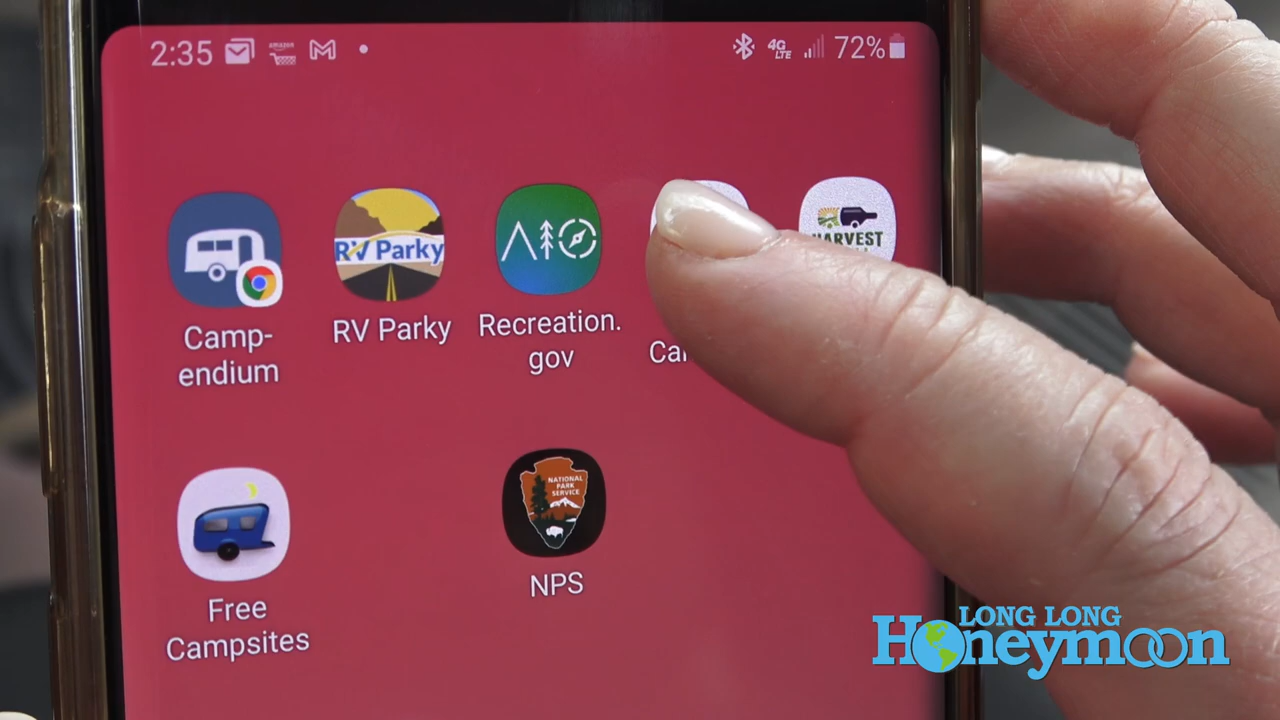 2:35
amazon
4G
LTE
72%
RV Parky
HARVEST
Camp-
endium
RV Parky
Recreation.
gov
NATIONAL
PARK
SERVICE
NPS
Free
Campsites
LONG LONG
Honeymoon